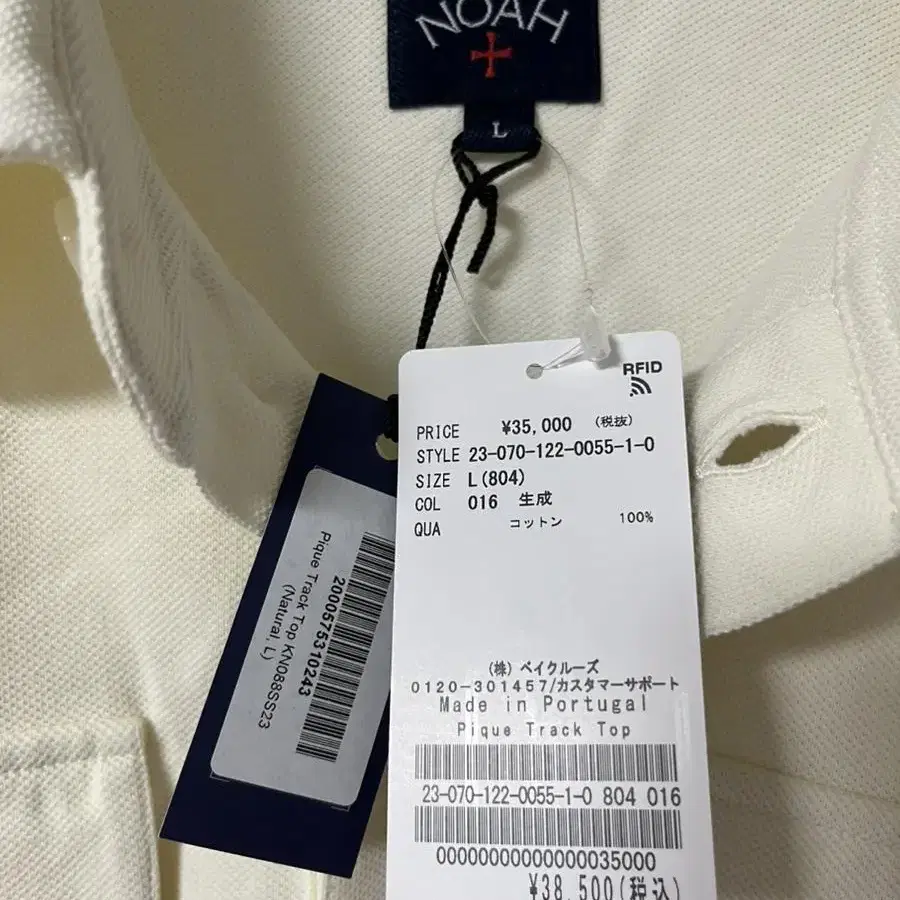 NOAH
L
RFID
PRICE ¥35,000 (税抜)
STYLE 23-070-122-0055-1-0
SIZE L(804)
COL 016 生成
QUA コットン 100%
(株)ベイクルーズ
0120-301457/カスタマーサポート
Made in Portugal
Pique Track Top
23-070-122-0055-1-0 804 016
00000000000000035000
¥38,500(税込)
2000575310243
Pique Track Top KN088SS23
(Natural, L)